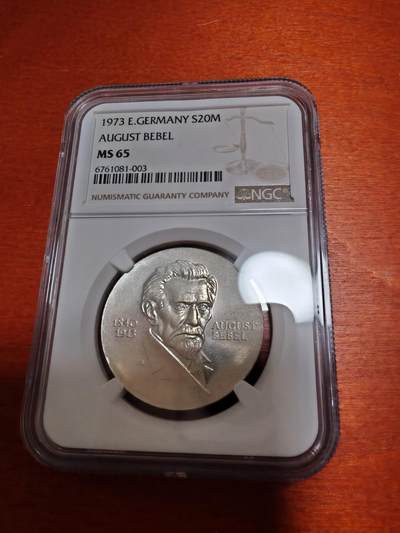 1973 E.GERMANY S20M
AUGUST BEBEL
MS 65
6761081-003
NUMISMATIC GUARANTY COMPANY
NGC
1840
1913
AUGUST
BEBEL